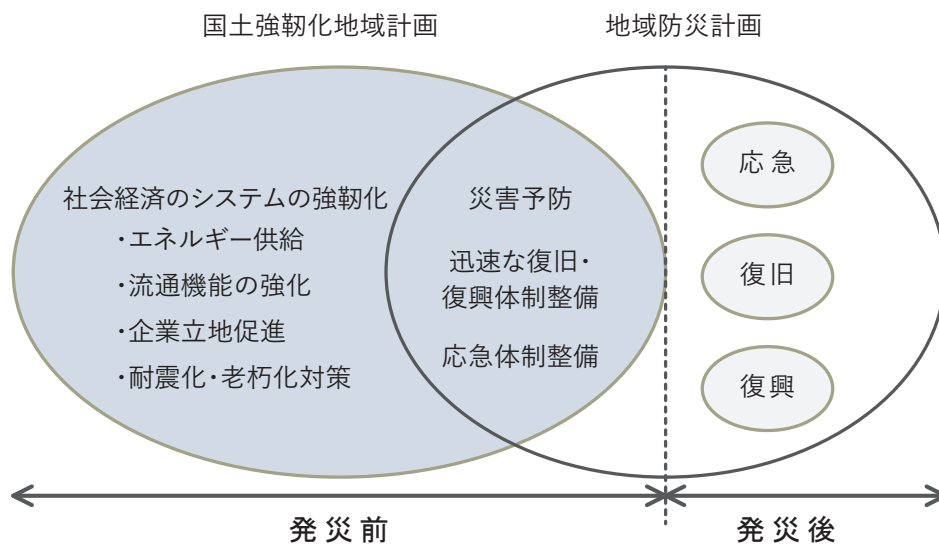 国土強靱化地域計画
地域防災計画
社会経済のシステムの強靭化
・エネルギー供給
・流通機能の強化
・企業立地促進
・耐震化・老朽化対策
災害予防
迅速な復旧・
復興体制整備
応急体制整備
応急
復旧
復興
発災前
発災後